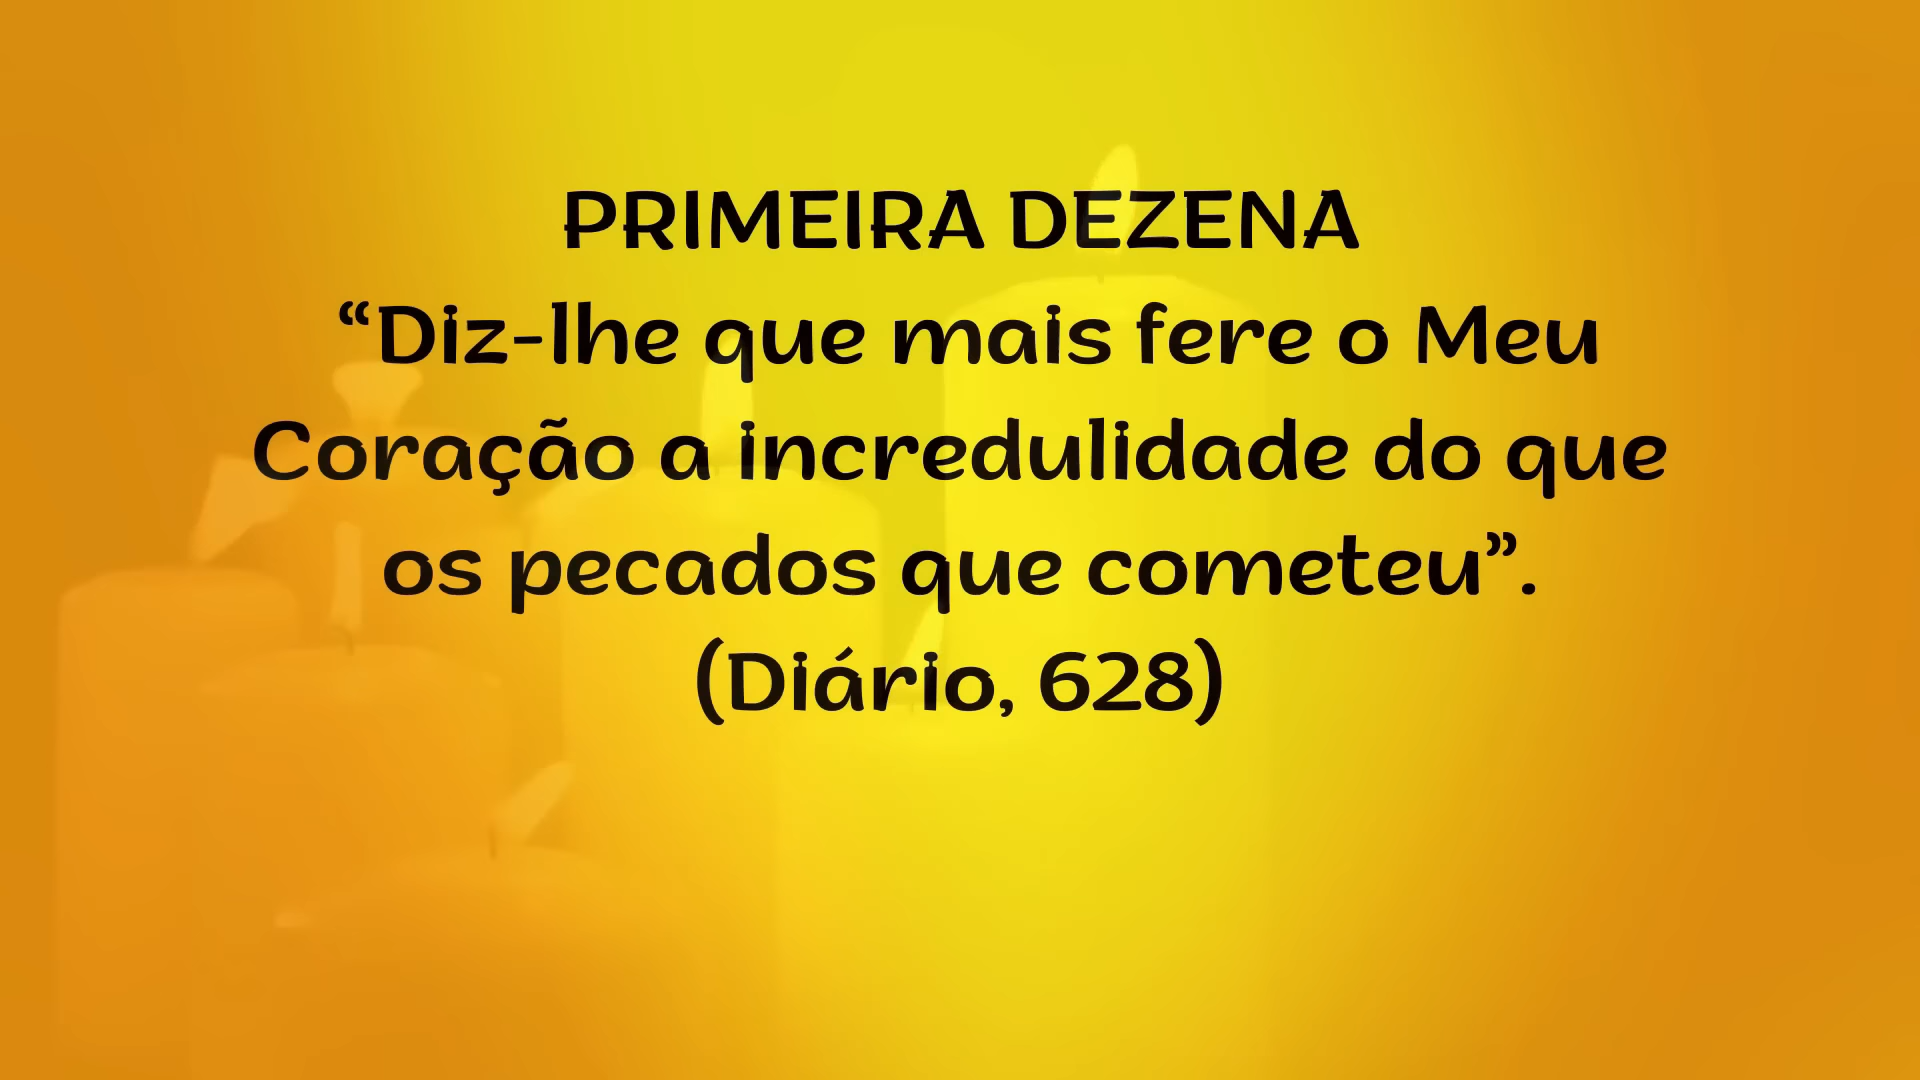 PRIMEIRA DEZENA
“Diz-lhe que mais fere o Meu
Coração a incredulidade do que
os pecados que cometeu”.
(Diário, 628)